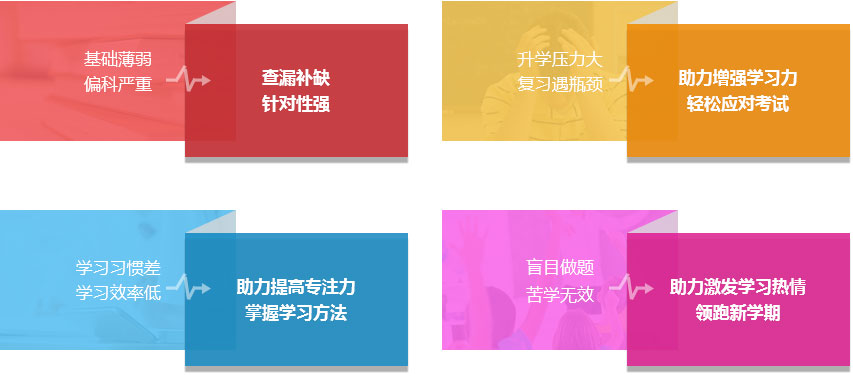 基础薄弱
偏科严重
查漏补缺
针对性强
升学压力大
复习遇瓶颈
助力增强学习力
轻松应对考试
学习习惯差
学习效率低
助力提高专注力
掌握学习方法
盲目做题
苦学无效
助力激发学习热情
领跑新学期